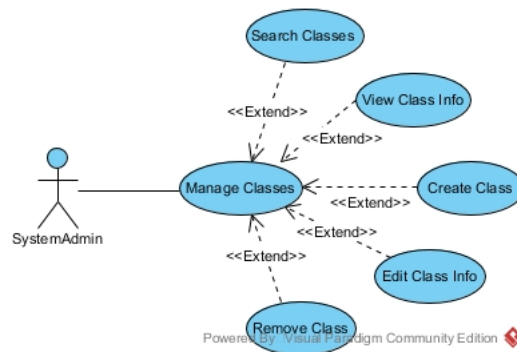 Search Classes
<<Extend>>
View Class Info
<<Extend>>
Manage Classes
Create Class
<<Extend>>
SystemAdmin
<<Extend>>
Edit Class Info
<<Extend>>
Remove Class
Powered By Visual Paradigm Community Edition